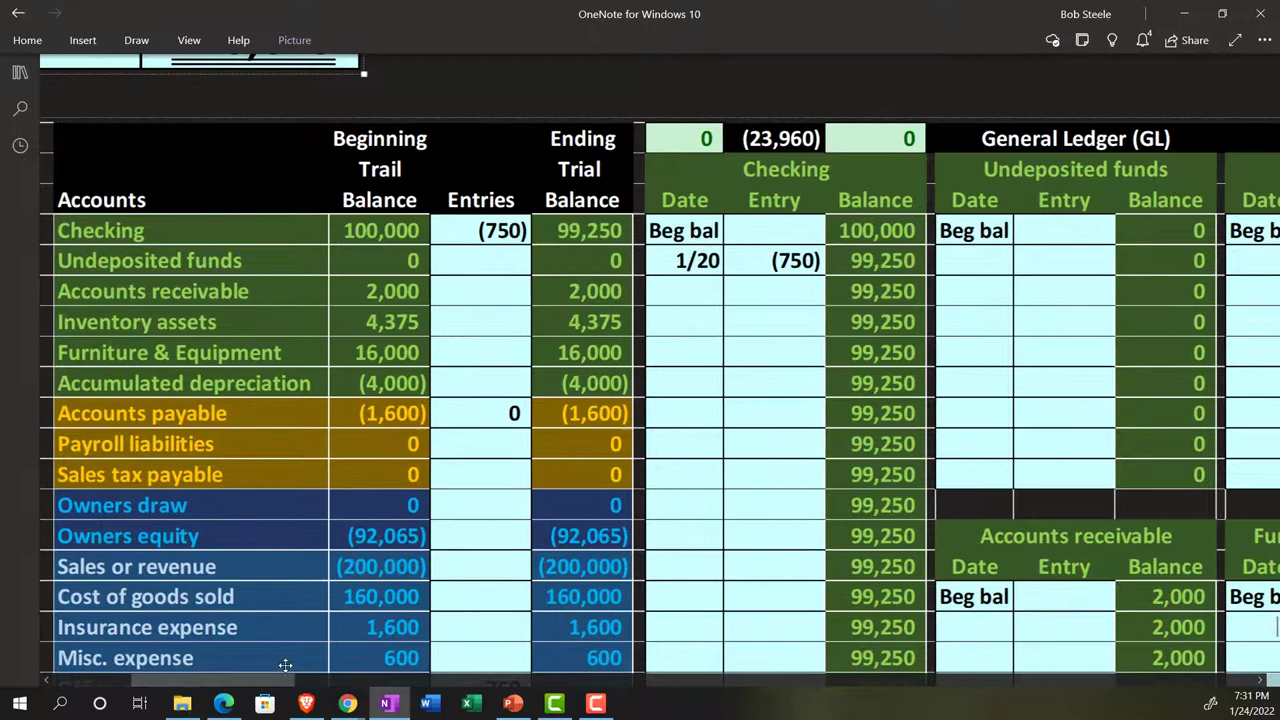 OneNote for Windows 10
Bob Steele
Home Insert Draw View Help Picture
Share
Beginning Ending 0 (23,960) 0 General Ledger (GL)
Trail Trial Checking Undeposited funds
Accounts Balance Entries Balance Date Entry Balance Date Entry Balance Date
Checking 100,000 (750) 99,250 Beg bal 100,000 Beg bal 0 Beg ba
Undeposited funds 0 0 1/20 (750) 99,250 0
Accounts receivable 2,000 2,000 99,250 0
Inventory assets 4,375 4,375 99,250 0
Furniture & Equipment 16,000 16,000 99,250 0
Accumulated depreciation (4,000) (4,000) 99,250 0
Accounts payable (1,600) 0 (1,600) 99,250 0
Payroll liabilities 0 0 99,250 0
Sales tax payable 0 0 99,250 0
Owners draw 0 0 99,250
Owners equity (92,065) (92,065) 99,250 Accounts receivable Fu
Sales or revenue (200,000) (200,000) 99,250 Date Entry Balance Date
Cost of goods sold 160,000 160,000 99,250 Beg bal 2,000 Beg b
Insurance expense 1,600 1,600 99,250 2,000
Misc. expense 600 600 99,250 2,000
7:31 PM
1/24/2022